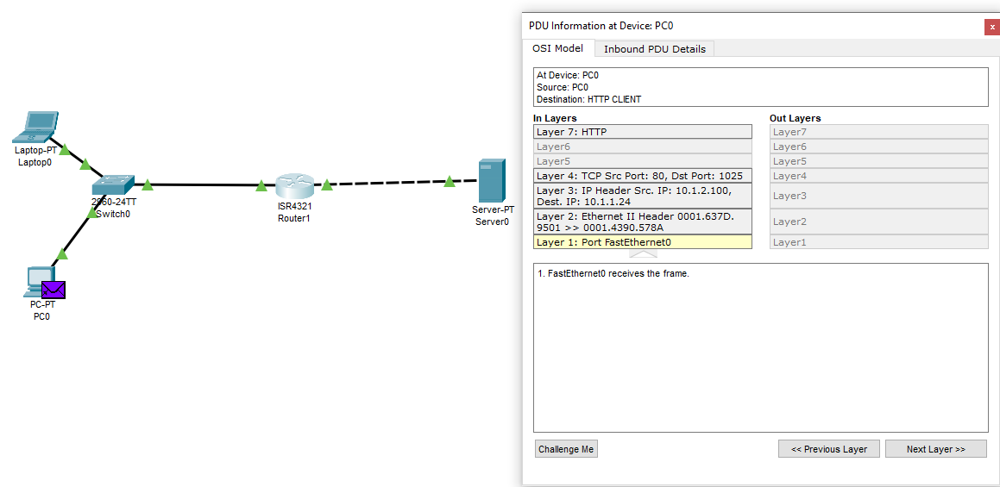 PDU Information at Device: PC0
x
OSI Model
Inbound PDU Details
At Device: PC0
Source: PC0
Destination: HTTP CLIENT
In Layers
Out Layers
Layer 7: HTTP
Layer7
Layer6
Layer6
Layer5
Layer5
Layer 4: TCP Src Port: 80, Dst Port: 1025
Layer4
Layer 3: IP Header Src. IP: 10.1.2.100,
Dest. IP: 10.1.1.24
Layer3
Layer 2: Ethernet II Header 0001.637D.
9501 >> 0001.4390.578A
Layer2
Layer 1: Port FastEthernet0
Layer1
1. FastEthernet0 receives the frame.
Challenge Me
<< Previous Layer
Next Layer >>
Laptop-PT
Laptop0
2960-24TT
Switch0
ISR4321
Router1
Server-PT
Server0
PC-PT
PC0